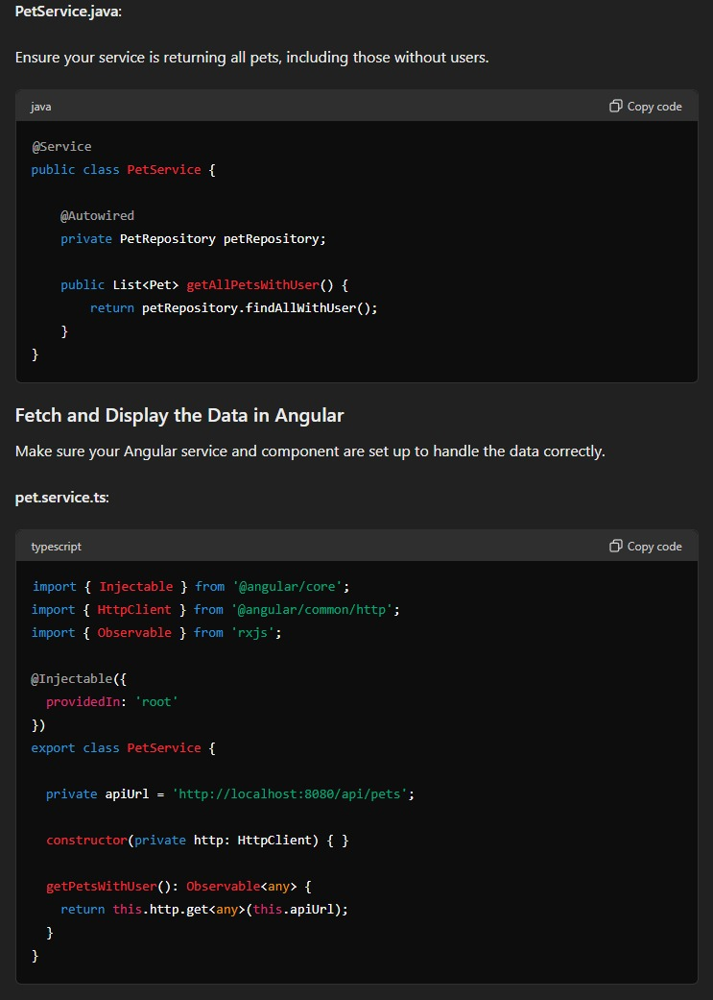 PetService.java:
Ensure your service is returning all pets, including those without users.
java
Copy code
@Service
public class PetService {
    @Autowired
    private PetRepository petRepository;
    public List<Pet> getAllPetsWithUser() {
        return petRepository.findAllWithUser();
    }
}
Fetch and Display the Data in Angular
Make sure your Angular service and component are set up to handle the data correctly.
pet.service.ts:
typescript
Copy code
import { Injectable } from '@angular/core';
import { HttpClient } from '@angular/common/http';
import { Observable } from 'rxjs';
@Injectable({
  providedIn: 'root'
})
export class PetService {
  private apiUrl = 'http://localhost:8080/api/pets';
  constructor(private http: HttpClient) { }
  getPetsWithUser(): Observable<any> {
    return this.http.get<any>(this.apiUrl);
  }
}